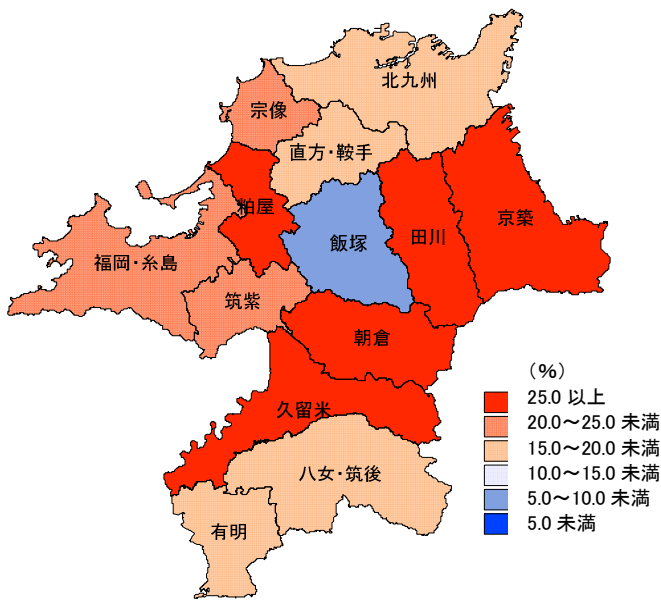 北九州
宗像
直方・鞍手
粕屋
京築
飯塚
田川
福岡・糸島
筑紫
朝倉
久留米
八女・筑後
有明
（%）
25.0 以上
20.0～25.0 未満
15.0～20.0 未満
10.0～15.0 未満
5.0～10.0 未満
5.0 未満